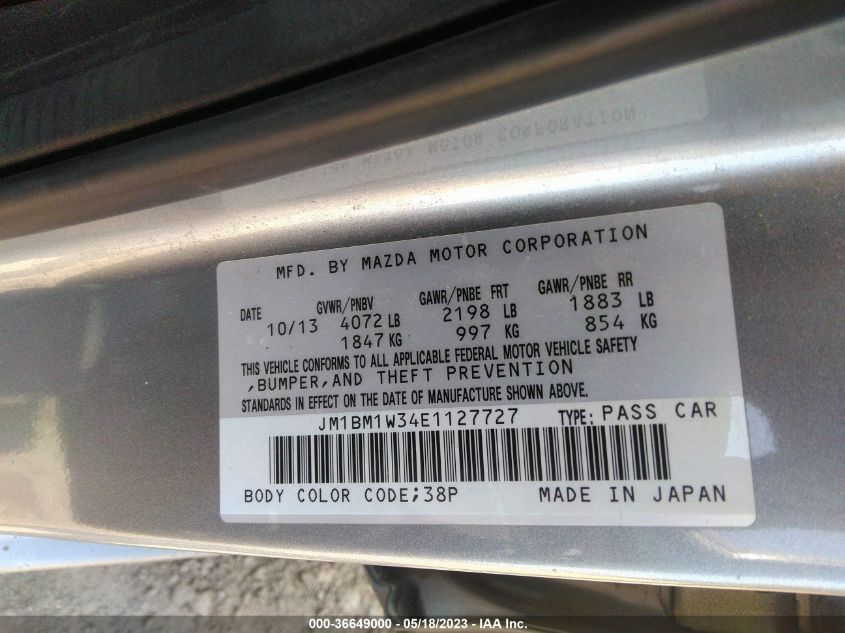 MFD. BY MAZDA MOTOR CORPORATION
DATE GVWR/PNBV GAWR/PNBE FRT GAWR/PNBE RR
10/13 4072 LB 2198 LB 1883 LB
1847 KG 997 KG 854 KG
THIS VEHICLE CONFORMS TO ALL APPLICABLE FEDERAL MOTOR VEHICLE SAFETY
,BUMPER,AND THEFT PREVENTION
STANDARDS IN EFFECT ON THE DATE OF MANUFACTURE SHOWN ABOVE.
JM1BM1W34E1127727 TYPE: PASS CAR
BODY COLOR CODE;38P MADE IN JAPAN
000-36649000 - 05/18/2023 - IAA Inc.